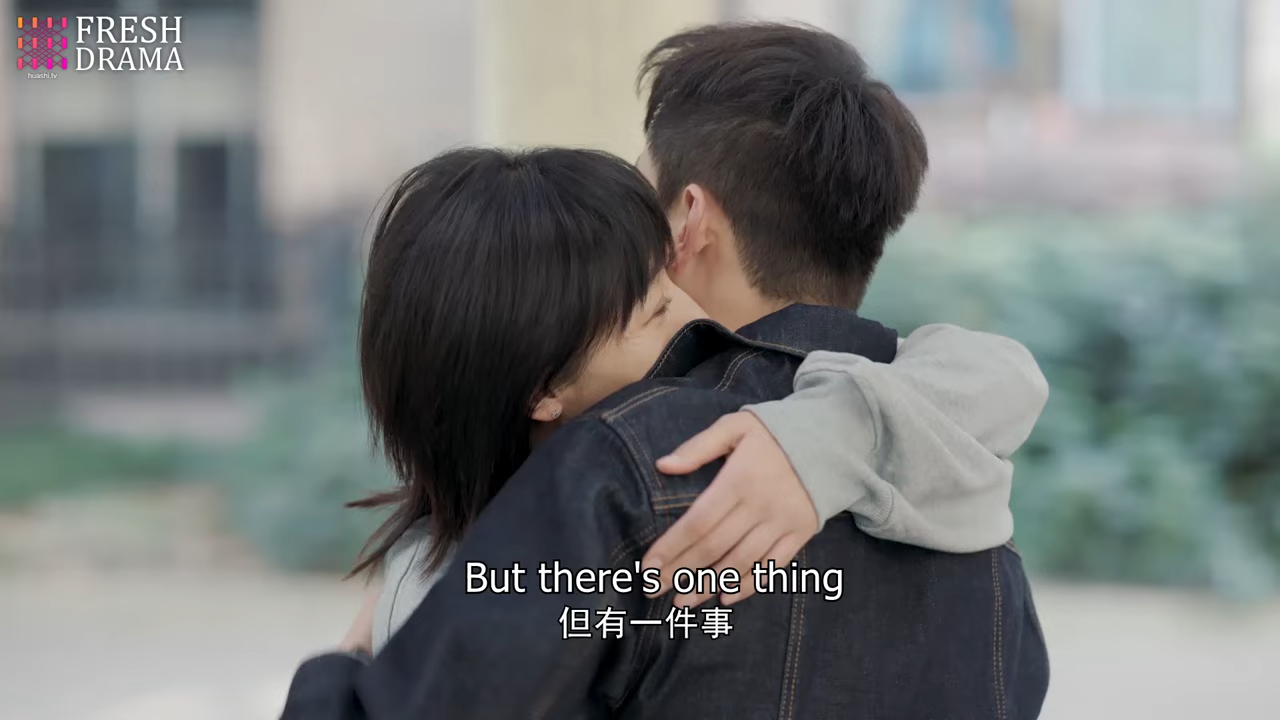 FRESH
DRAMA
huashi.tv
But there's one thing
但有一件事